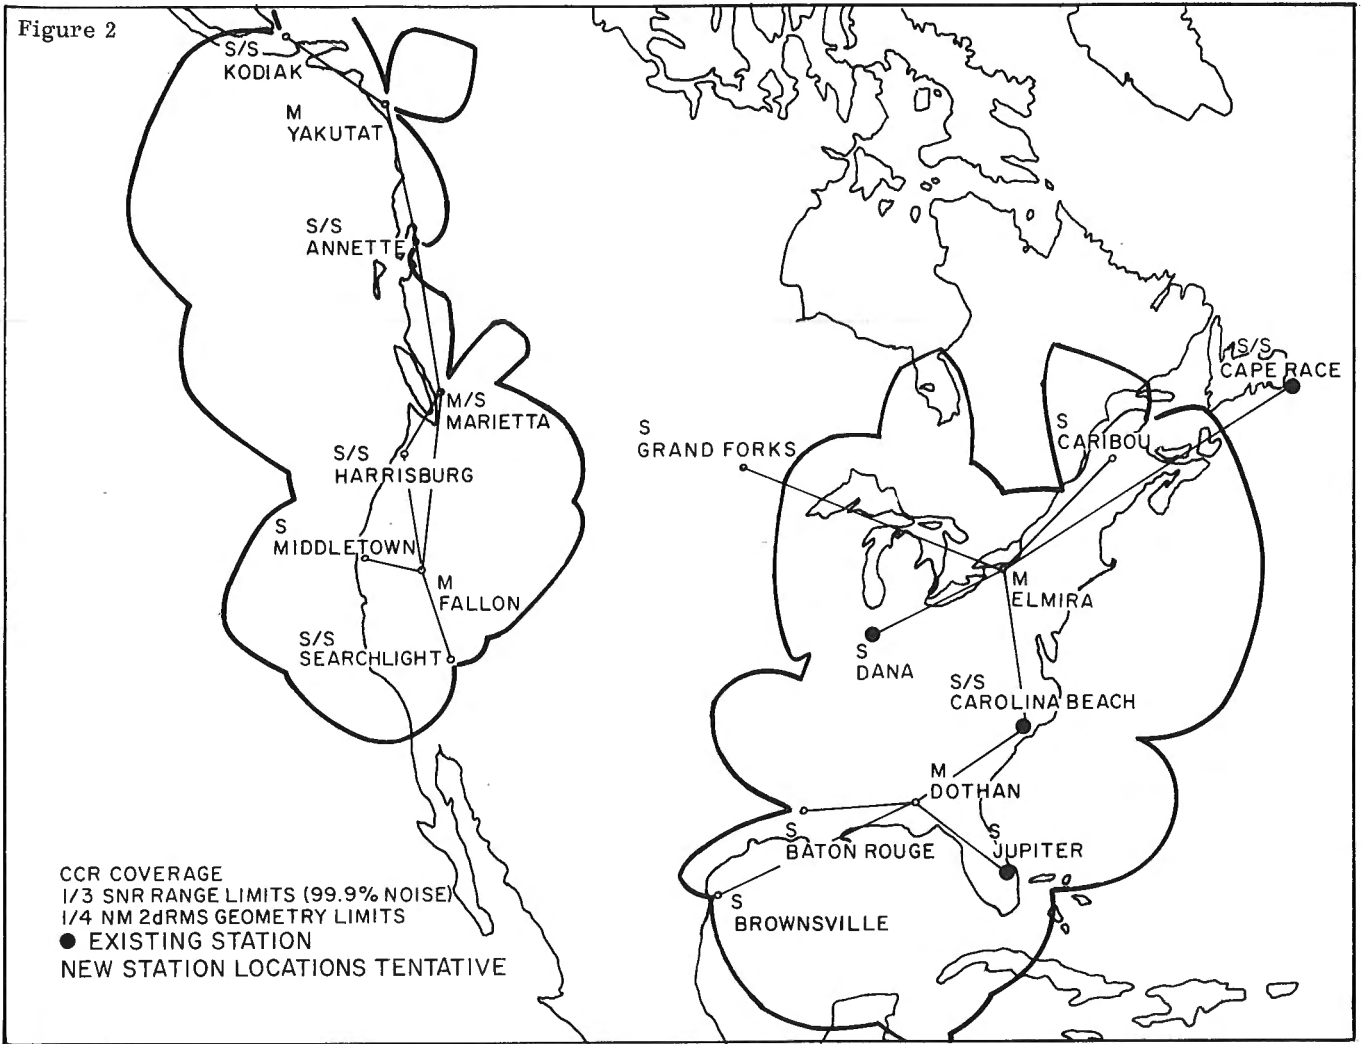 Figure 2
S/S
KODIAK
M
YAKUTAT
S/S
ANNETTE
M/S
MARIETTA
S/S
HARRISBURG
S
MIDDLETOWN
M
FALLON
S/S
SEARCHLIGHT
S
GRAND FORKS
S
CARIBOU
S/S
CAPE RACE
M
ELMIRA
S
DANA
S/S
CAROLINA BEACH
M
DOTHAN
S
BATON ROUGE
S
JUPITER
S
BROWNSVILLE
CCR COVERAGE
1/3 SNR RANGE LIMITS (99.9% NOISE)
1/4 NM 2dRMS GEOMETRY LIMITS
EXISTING STATION
NEW STATION LOCATIONS TENTATIVE